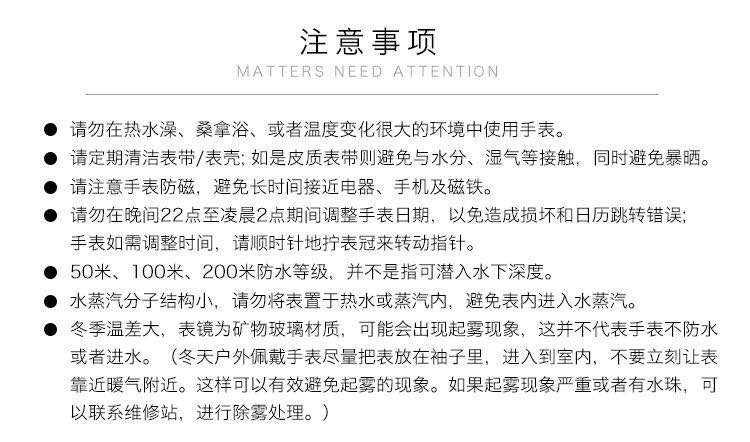 注意事项
MATTERS NEED ATTENTION
● 请勿在热水澡、桑拿浴、或者温度变化很大的环境中使用手表。
● 请定期清洁表带/表壳; 如是皮质表带则避免与水分、湿气等接触，同时避免暴晒。
● 请注意手表防磁，避免长时间接近电器、手机及磁铁。
● 请勿在晚间22点至凌晨2点期间调整手表日期，以免造成损坏和日历跳转错误;
手表如需调整时间，请顺时针地拧表冠来转动指针。
● 50米、100米、200米防水等级，并不是指可潜入水下深度。
● 水蒸汽分子结构小，请勿将表置于热水或蒸汽内，避免表内进入水蒸汽。
● 冬季温差大，表镜为矿物玻璃材质，可能会出现起雾现象，这并不代表手表不防水
或者进水。（冬天户外佩戴手表尽量把表放在袖子里，进入到室内，不要立刻让表
靠近暖气附近。这样可以有效避免起雾的现象。如果起雾现象严重或者有水珠，可
以联系维修站，进行除雾处理。）